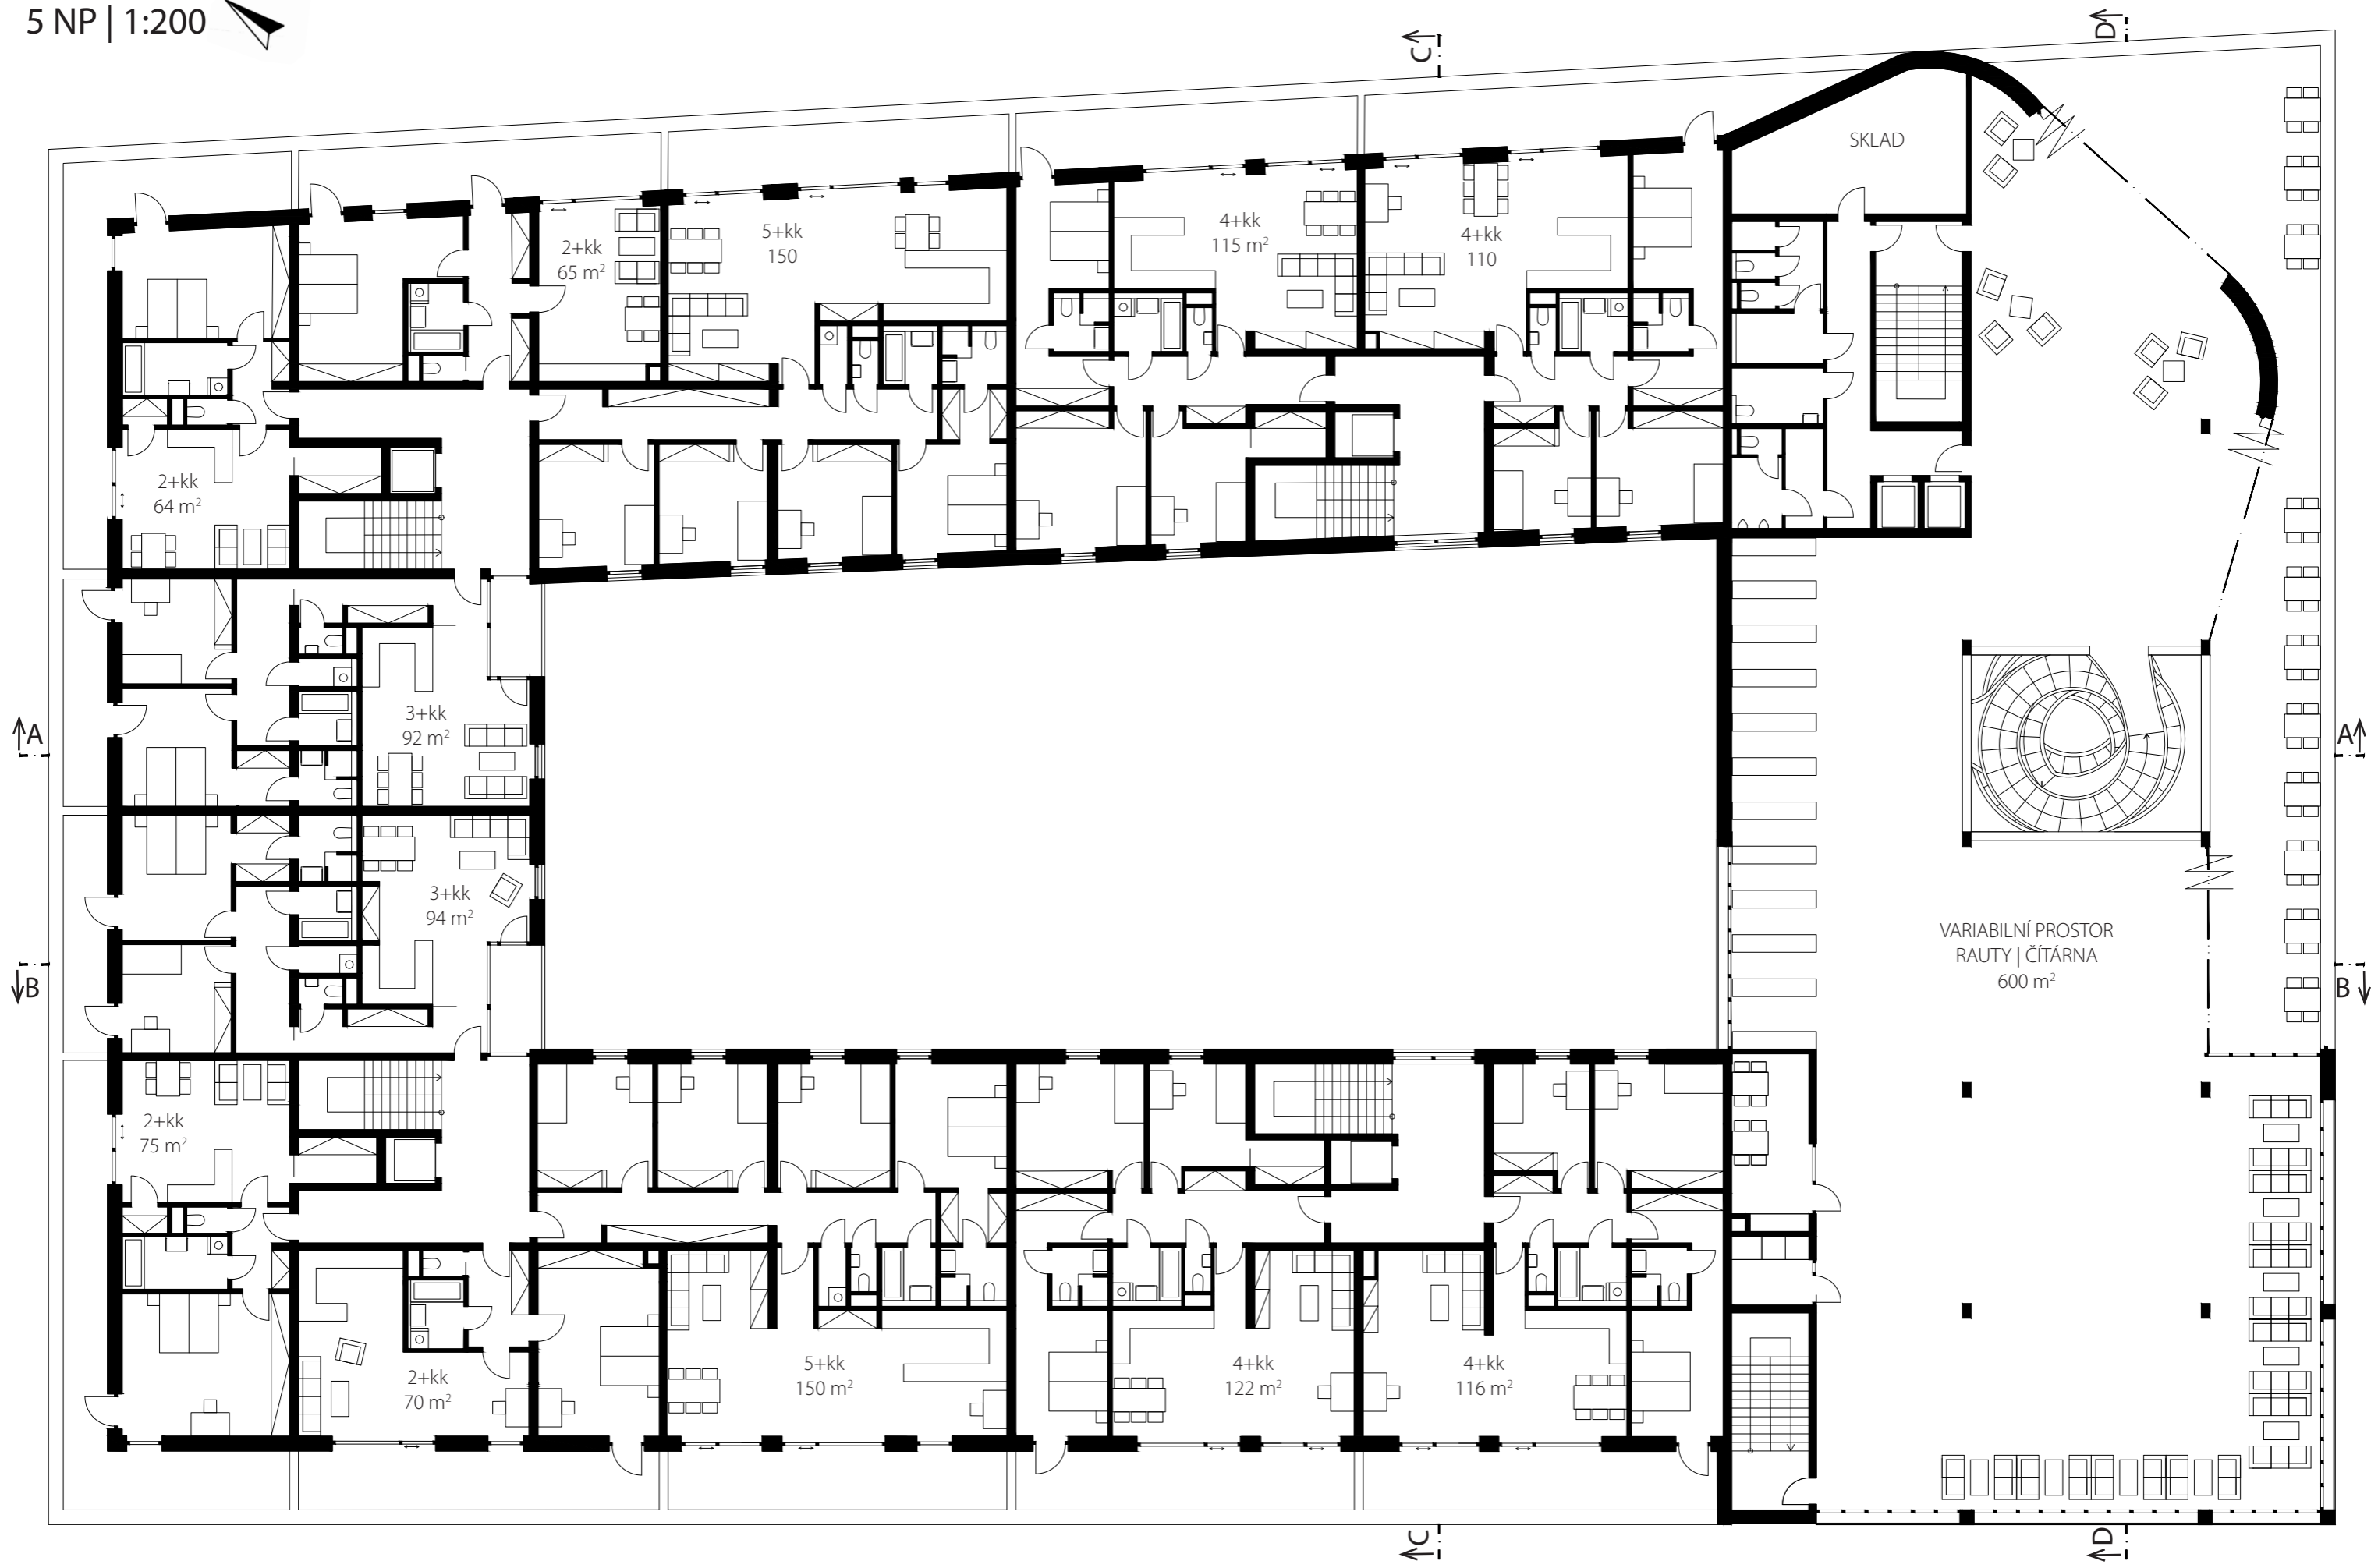 5 NP | 1:200
C
D
SKLAD
2+kk
65 m²
5+kk
150
4+kk
115 m²
4+kk
110
2+kk
64 m²
3+kk
92 m²
A
A
3+kk
94 m²
VARIABILNÍ PROSTOR
RAUTY | ČÍTÁRNA
600 m²
B
B
2+kk
75 m²
2+kk
70 m²
5+kk
150 m²
4+kk
122 m²
4+kk
116 m²
C
D